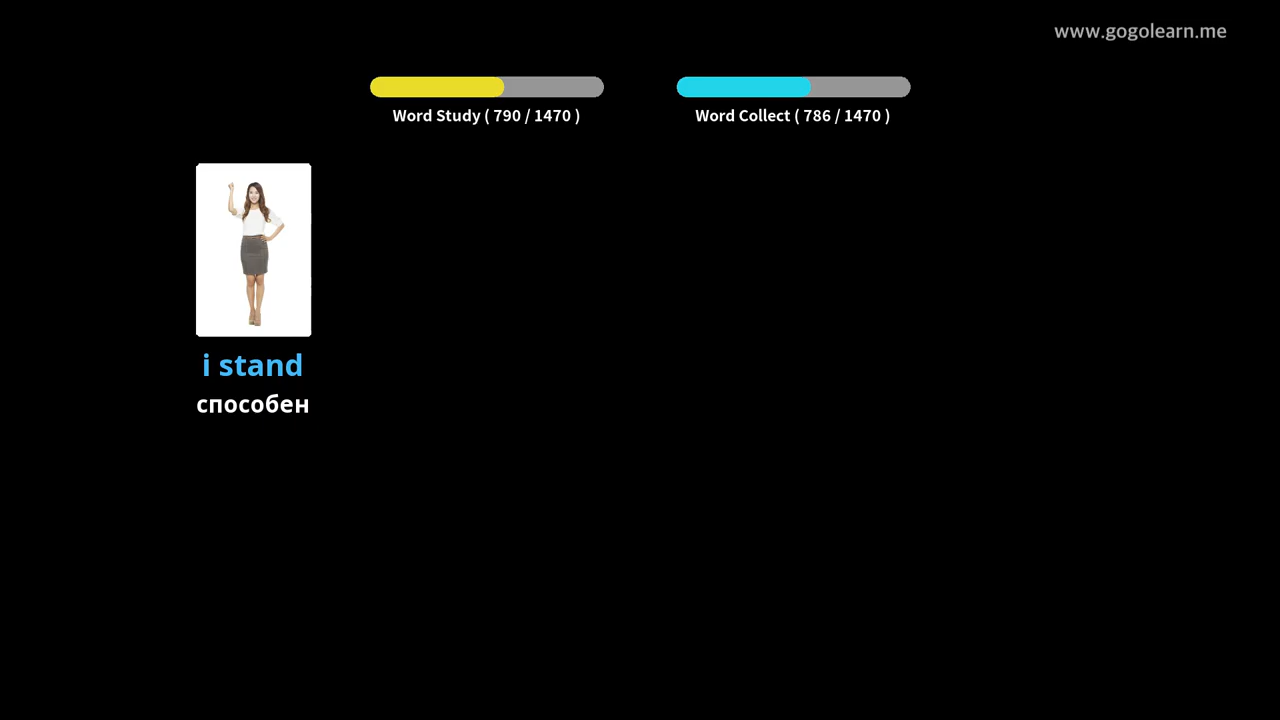 www.gogolearn.me
Word Study ( 790 / 1470 )
Word Collect ( 786 / 1470 )
i stand
способен